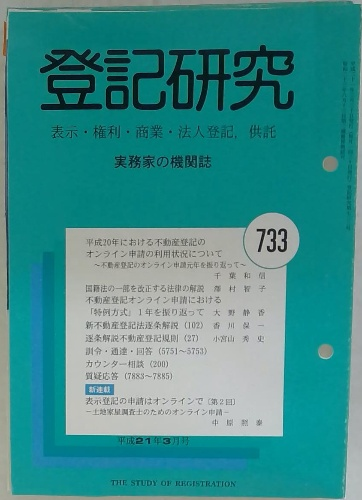 登記研究
表示・権利・商業・法人登記，供託
実務家の機関誌
733
平成20年における不動産登記の
オンライン申請の利用状況について
～不動産登記のオンライン申請元年を振り返って～
千葉和信
国籍法の一部を改正する法律の解説 澤村智子
不動産登記オンライン申請における
「特例方式」1年を振り返って 大野静香
新不動産登記法逐条解説（102） 香川保一
逐条解説不動産登記規則（27） 小宮山秀史
訓令・通達・回答（5751～5753）
カウンター相談（200）
質疑応答（7883～7885）
新連載
表示登記の申請はオンラインで（第2回）
－土地家屋調査士のためのオンライン申請－
中原 泰
平成21年3月号
THE STUDY OF REGISTRATION